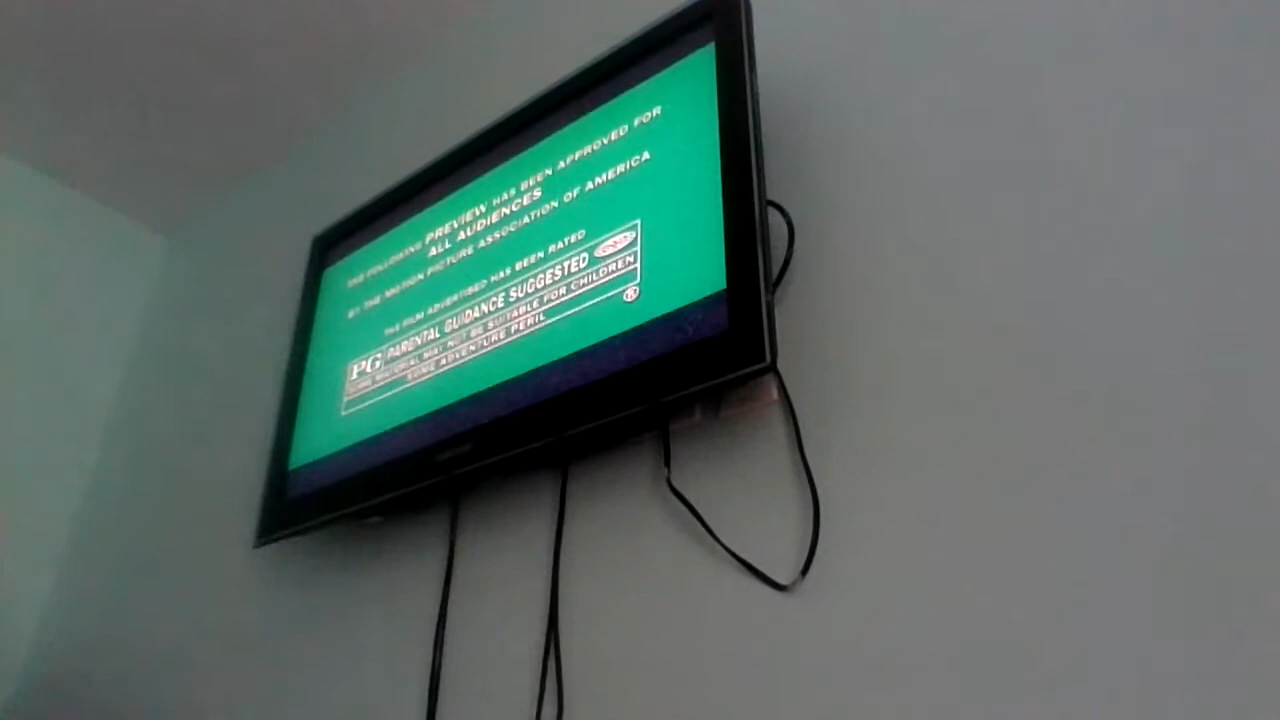 THE FOLLOWING PREVIEW HAS BEEN APPROVED FOR
ALL AUDIENCES
BY THE MOTION PICTURE ASSOCIATION OF AMERICA
THE FILM ADVERTISED HAS BEEN RATED
PG PARENTAL GUIDANCE SUGGESTED
SOME MATERIAL MAY NOT BE SUITABLE FOR CHILDREN
SOME ADVENTURE PERIL
®